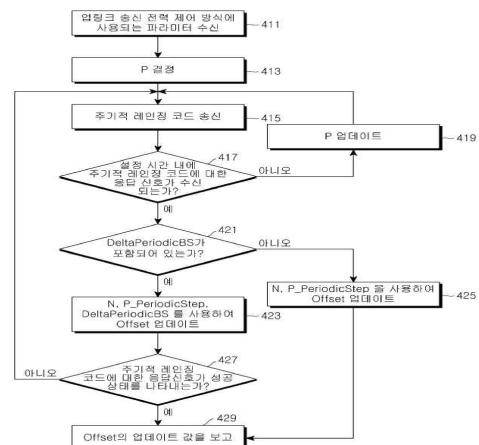 업링크 송신 전력 제어 방식에
사용되는 파라미터 수신
411
P 결정
413
주기적 레인징 코드 송신
415
P 업데이트
419
417
설정 시간 내에
주기적 레인징 코드에 대한
응답 신호가 수신
되는가?
아니오
예
421
DeltaPeriodicBS가
포함되어 있는가?
아니오
예
N, P_PeriodicStep,
DeltaPeriodicBS 를 사용하여
Offset 업데이트
423
N, P_PeriodicStep 을 사용하여
Offset 업데이트
425
427
주기적 레인징
코드에 대한 응답신호가 성공
상태를 나타내는가?
아니오
예
429
Offset의 업데이트 값을 보고